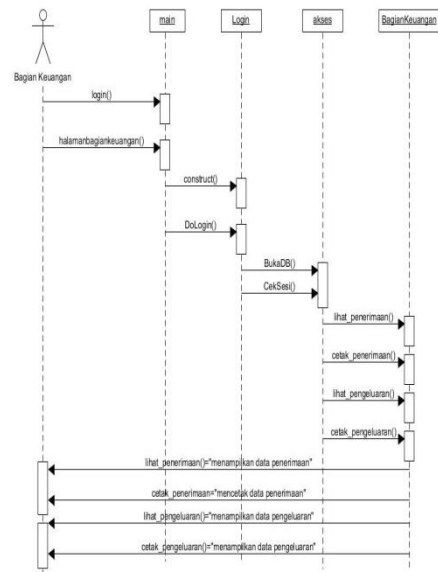 main
Login
akses
BagianKeuangan
Bagian Keuangan
login()
halamanbagiankeuangan()
construct()
DoLogin()
BukaDB()
CekSesi()
lihat_penerimaan()
cetak_penerimaan()
lihat_pengeluaran()
cetak_pengeluaran()
lihat_penerimaan()="menampilkan data penerimaan"
cetak_penerimaan="mencetak data penerimaan"
lihat_pengeluaran()="menampilkan data pengeluaran"
cetak_pengeluaran()="menampilkan data pengeluaran"